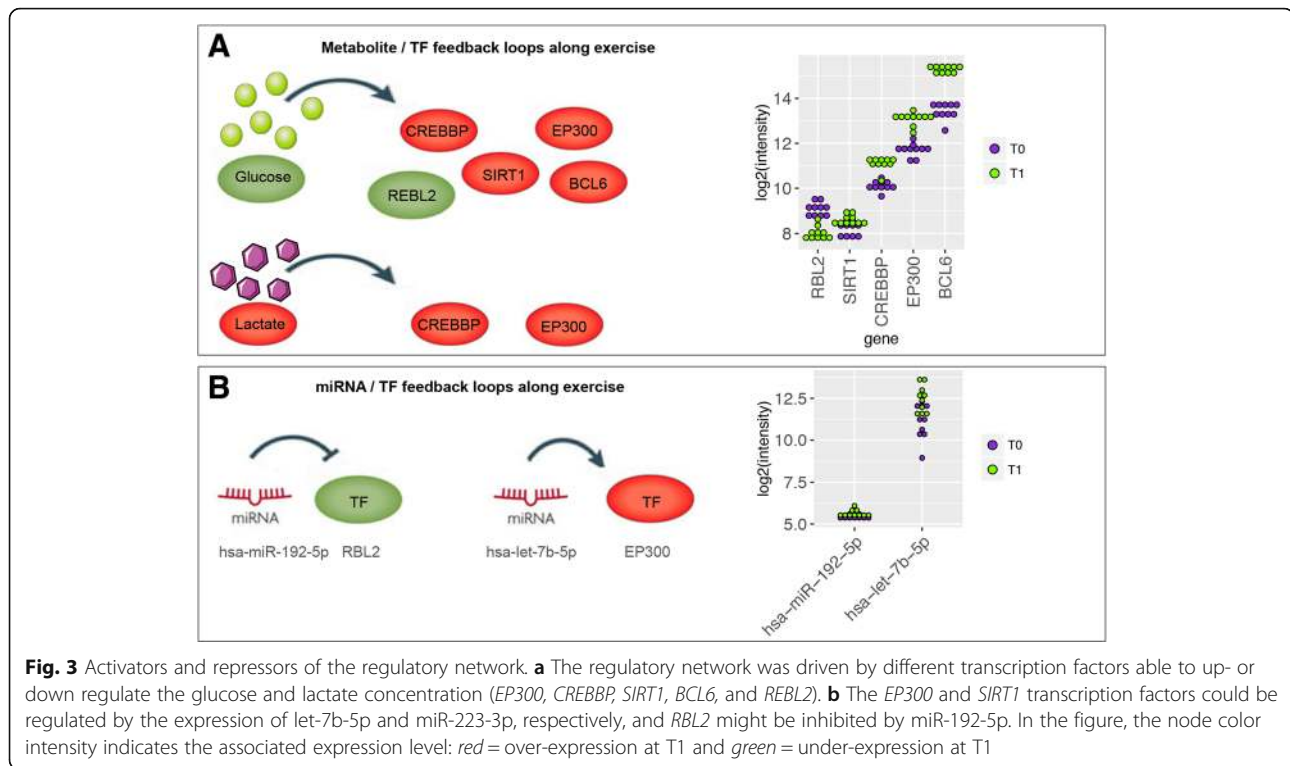 A
Metabolite / TF feedback loops along exercise
Glucose
CREBBP
EP300
SIRT1
REBL2
BCL6
Lactate
CREBBP
EP300
log2(intensity)
14
12
10
8
RBL2
SIRT1
CREBBP
EP300
BCL6
gene
T0
T1
B
miRNA / TF feedback loops along exercise
miRNA
TF
hsa-miR-192-5p RBL2
miRNA
TF
hsa-let-7b-5p EP300
log2(intensity)
12.5
10.0
7.5
5.0
hsa-miR-192-5p
hsa-let-7b-5p
T0
T1
Fig. 3 Activators and repressors of the regulatory network. a The regulatory network was driven by different transcription factors able to up- or
down regulate the glucose and lactate concentration (EP300, CREBBP, SIRT1, BCL6, and REBL2). b The EP300 and SIRT1 transcription factors could be
regulated by the expression of let-7b-5p and miR-223-3p, respectively, and RBL2 might be inhibited by miR-192-5p. In the figure, the node color
intensity indicates the associated expression level: red = over-expression at T1 and green = under-expression at T1